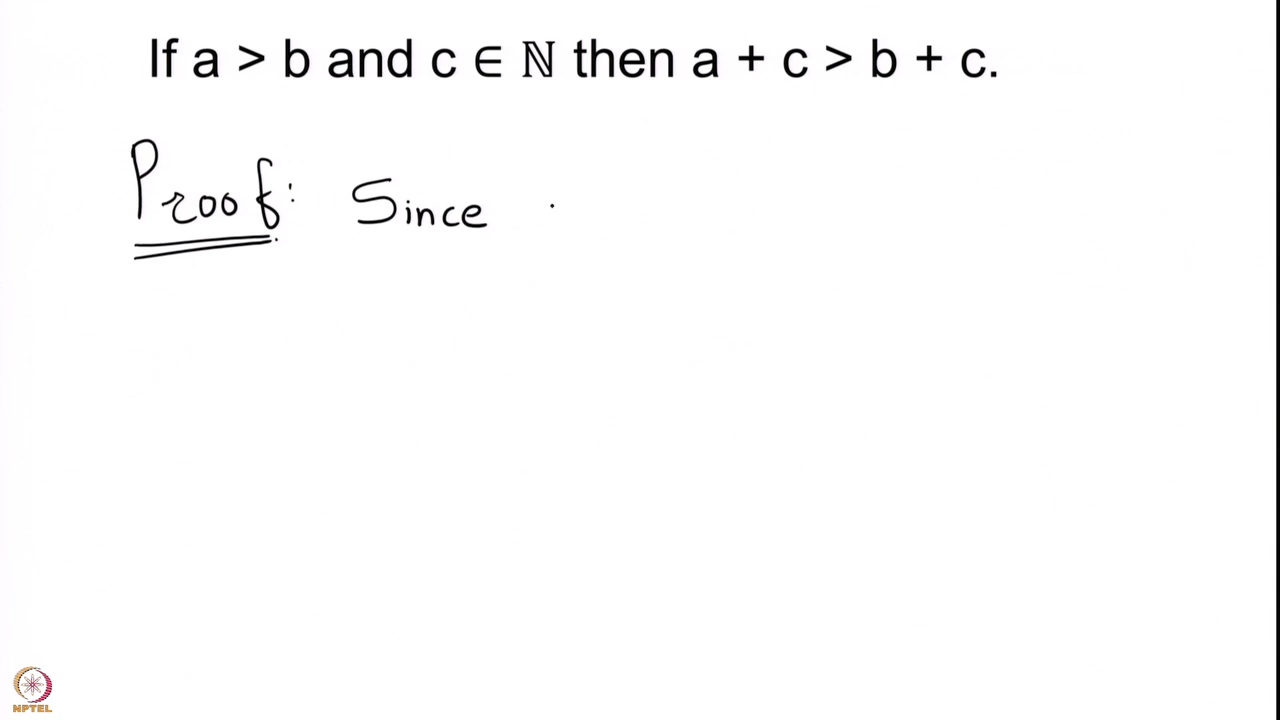 If a > b and c ∈ ℕ then a + c > b + c.
Proof: Since
NPTEL